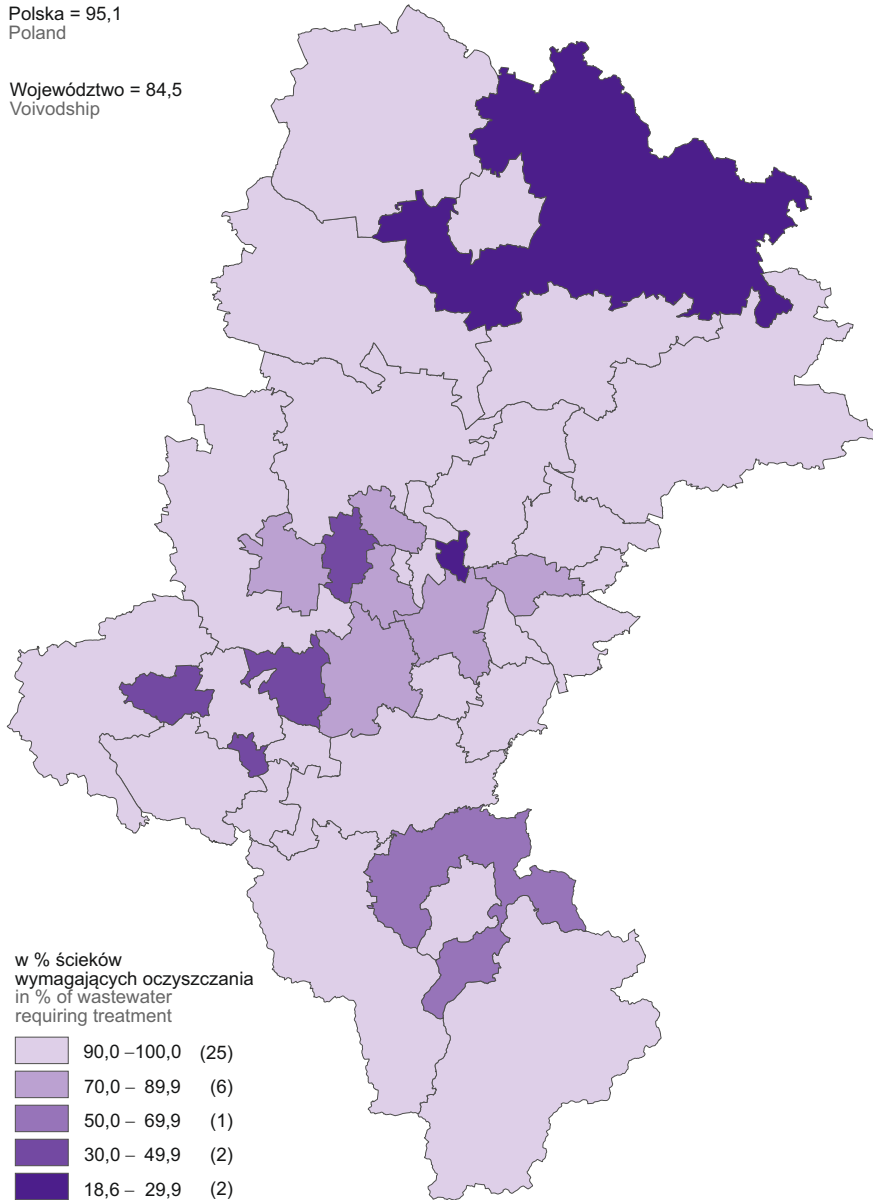 Polska = 95,1
Poland
Województwo = 84,5
Voivodship
w % ścieków
wymagających oczyszczania
in % of wastewater
requiring treatment
90,0 – 100,0 (25)
70,0 – 89,9 (6)
50,0 – 69,9 (1)
30,0 – 49,9 (2)
18,6 – 29,9 (2)